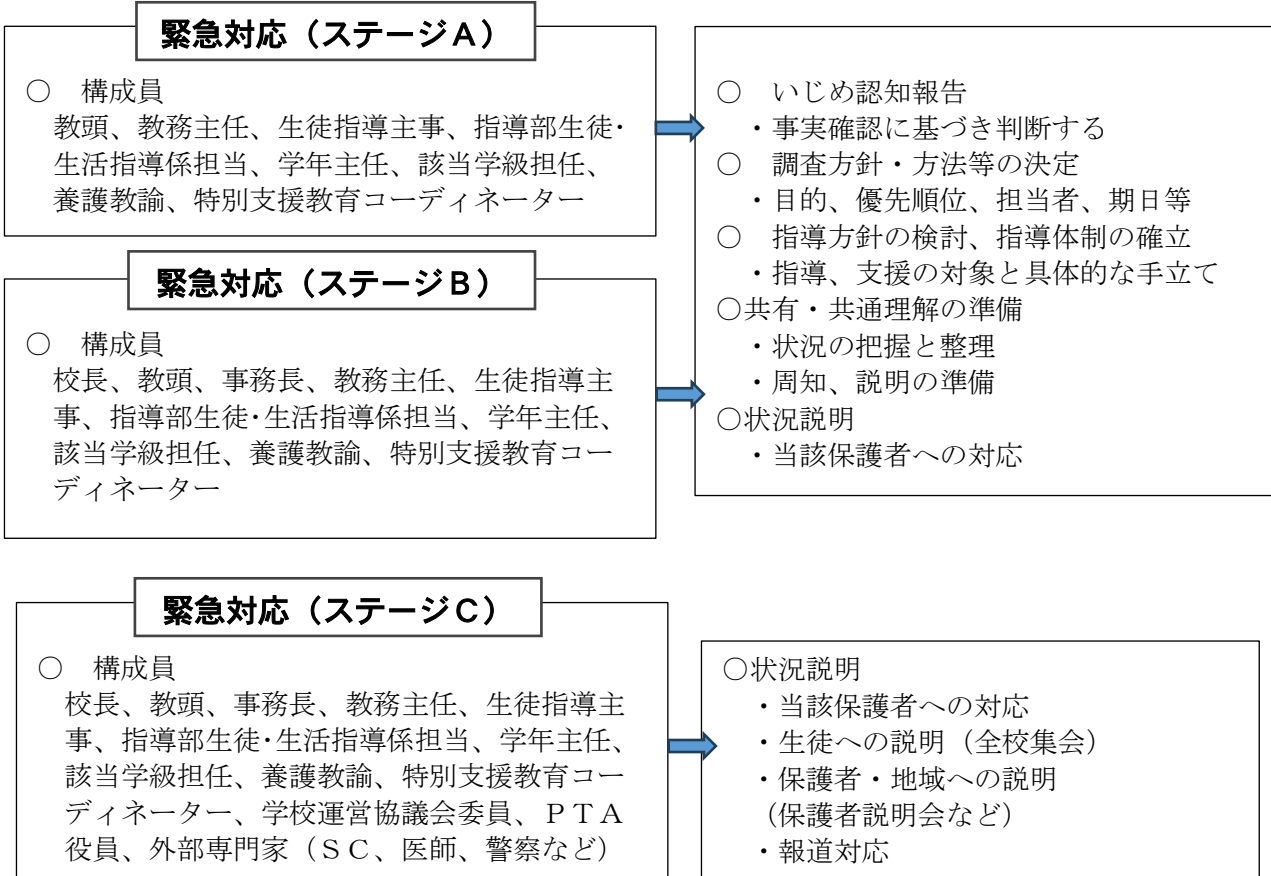 緊急対応（ステージＡ）
○　構成員
教頭、教務主任、生徒指導主事、指導部生徒・
生活指導係担当、学年主任、該当学級担任、
養護教諭、特別支援教育コーディネーター
緊急対応（ステージＢ）
○　構成員
校長、教頭、事務長、教務主任、生徒指導主
事、指導部生徒・生活指導係担当、学年主任、
該当学級担任、養護教諭、特別支援教育コー
ディネーター
○　いじめ認知報告
・事実確認に基づき判断する
○　調査方針・方法等の決定
・目的、優先順位、担当者、期日等
○　指導方針の検討、指導体制の確立
・指導、支援の対象と具体的な手立て
○共有・共通理解の準備
・状況の把握と整理
・周知、説明の準備
○状況説明
・当該保護者への対応
緊急対応（ステージＣ）
○　構成員
校長、教頭、事務長、教務主任、生徒指導主
事、指導部生徒・生活指導係担当、学年主任、
該当学級担任、養護教諭、特別支援教育コー
ディネーター、学校運営協議会委員、ＰＴＡ
役員、外部専門家（ＳＣ、医師、警察など）
○状況説明
・当該保護者への対応
・生徒への説明（全校集会）
・保護者・地域への説明
（保護者説明会など）
・報道対応